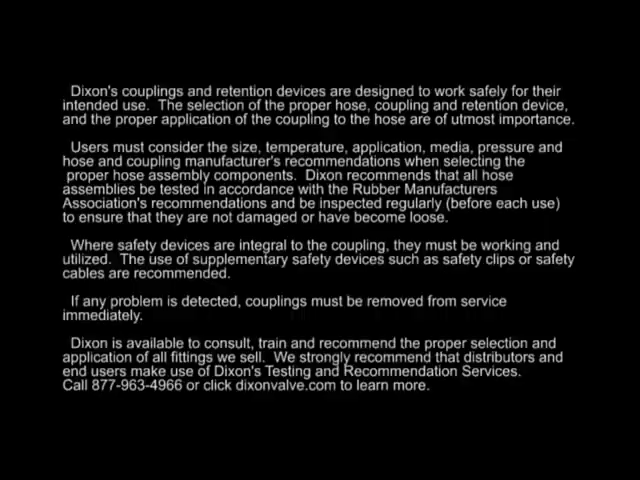 Dixon's couplings and retention devices are designed to work safely for their
intended use. The selection of the proper hose, coupling and retention device,
and the proper application of the coupling to the hose are of utmost importance.
Users must consider the size, temperature, application, media, pressure and
hose and coupling manufacturer's recommendations when selecting the
proper hose assembly components. Dixon recommends that all hose
assemblies be tested in accordance with the Rubber Manufacturers
Association's recommendations and be inspected regularly (before each use)
to ensure that they are not damaged or have become loose.
Where safety devices are integral to the coupling, they must be working and
utilized. The use of supplementary safety devices such as safety clips or safety
cables are recommended.
If any problem is detected, couplings must be removed from service
immediately.
Dixon is available to consult, train and recommend the proper selection and
application of all fittings we sell. We strongly recommend that distributors and
end users make use of Dixon's Testing and Recommendation Services.
Call 877-963-4966 or click dixonvalve.com to learn more.